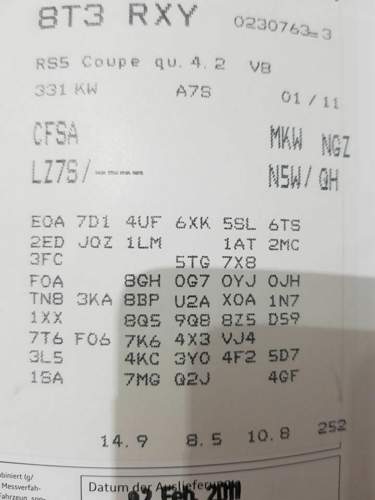 8T3 RXY 0230763=3
RS5 Coupe qu. 4. 2 V8
331 KW A7S 01 / 11
CFSA MKW NGZ
LZ7S / N5W / QH
E0A 7D1 4UF 6XK 5SL 6TS
2ED J0Z 1LM 1AT 2MC
3FC 5TG 7X8
F0A 8GH 0G7 0YJ 0JH
TN8 3KA 8BP U2A X0A 1N7
1XX 8Q5 9Q8 8Z5 D59
7T6 F06 7K6 4X3 VJ4
3L5 4KC 3Y0 4F2 5D7
1SA 7MG Q2J 4GF
14. 9 8. 5 10. 8 252
biniert (g/
Messverfah-
Fahrzeug,
Datum der Auslieferung
2 Feb. 2011